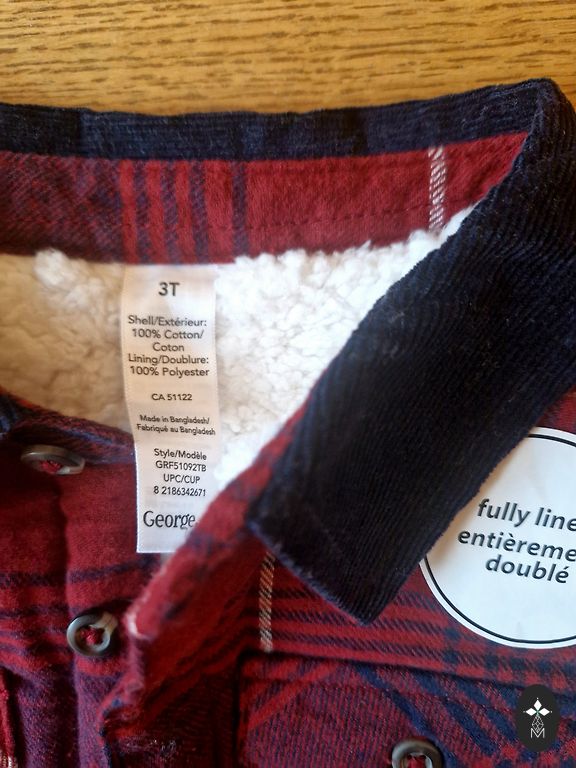 3T
Shell/Extérieur:
100% Cotton/
Coton
Lining/Doublure:
100% Polyester
CA 51122
Made in Bangladesh/
Fabriqué au Bangladesh
Style/Modèle
GRF51092TB
UPC/CUP
8 2186342671
George
fully line
entièreme
doublé